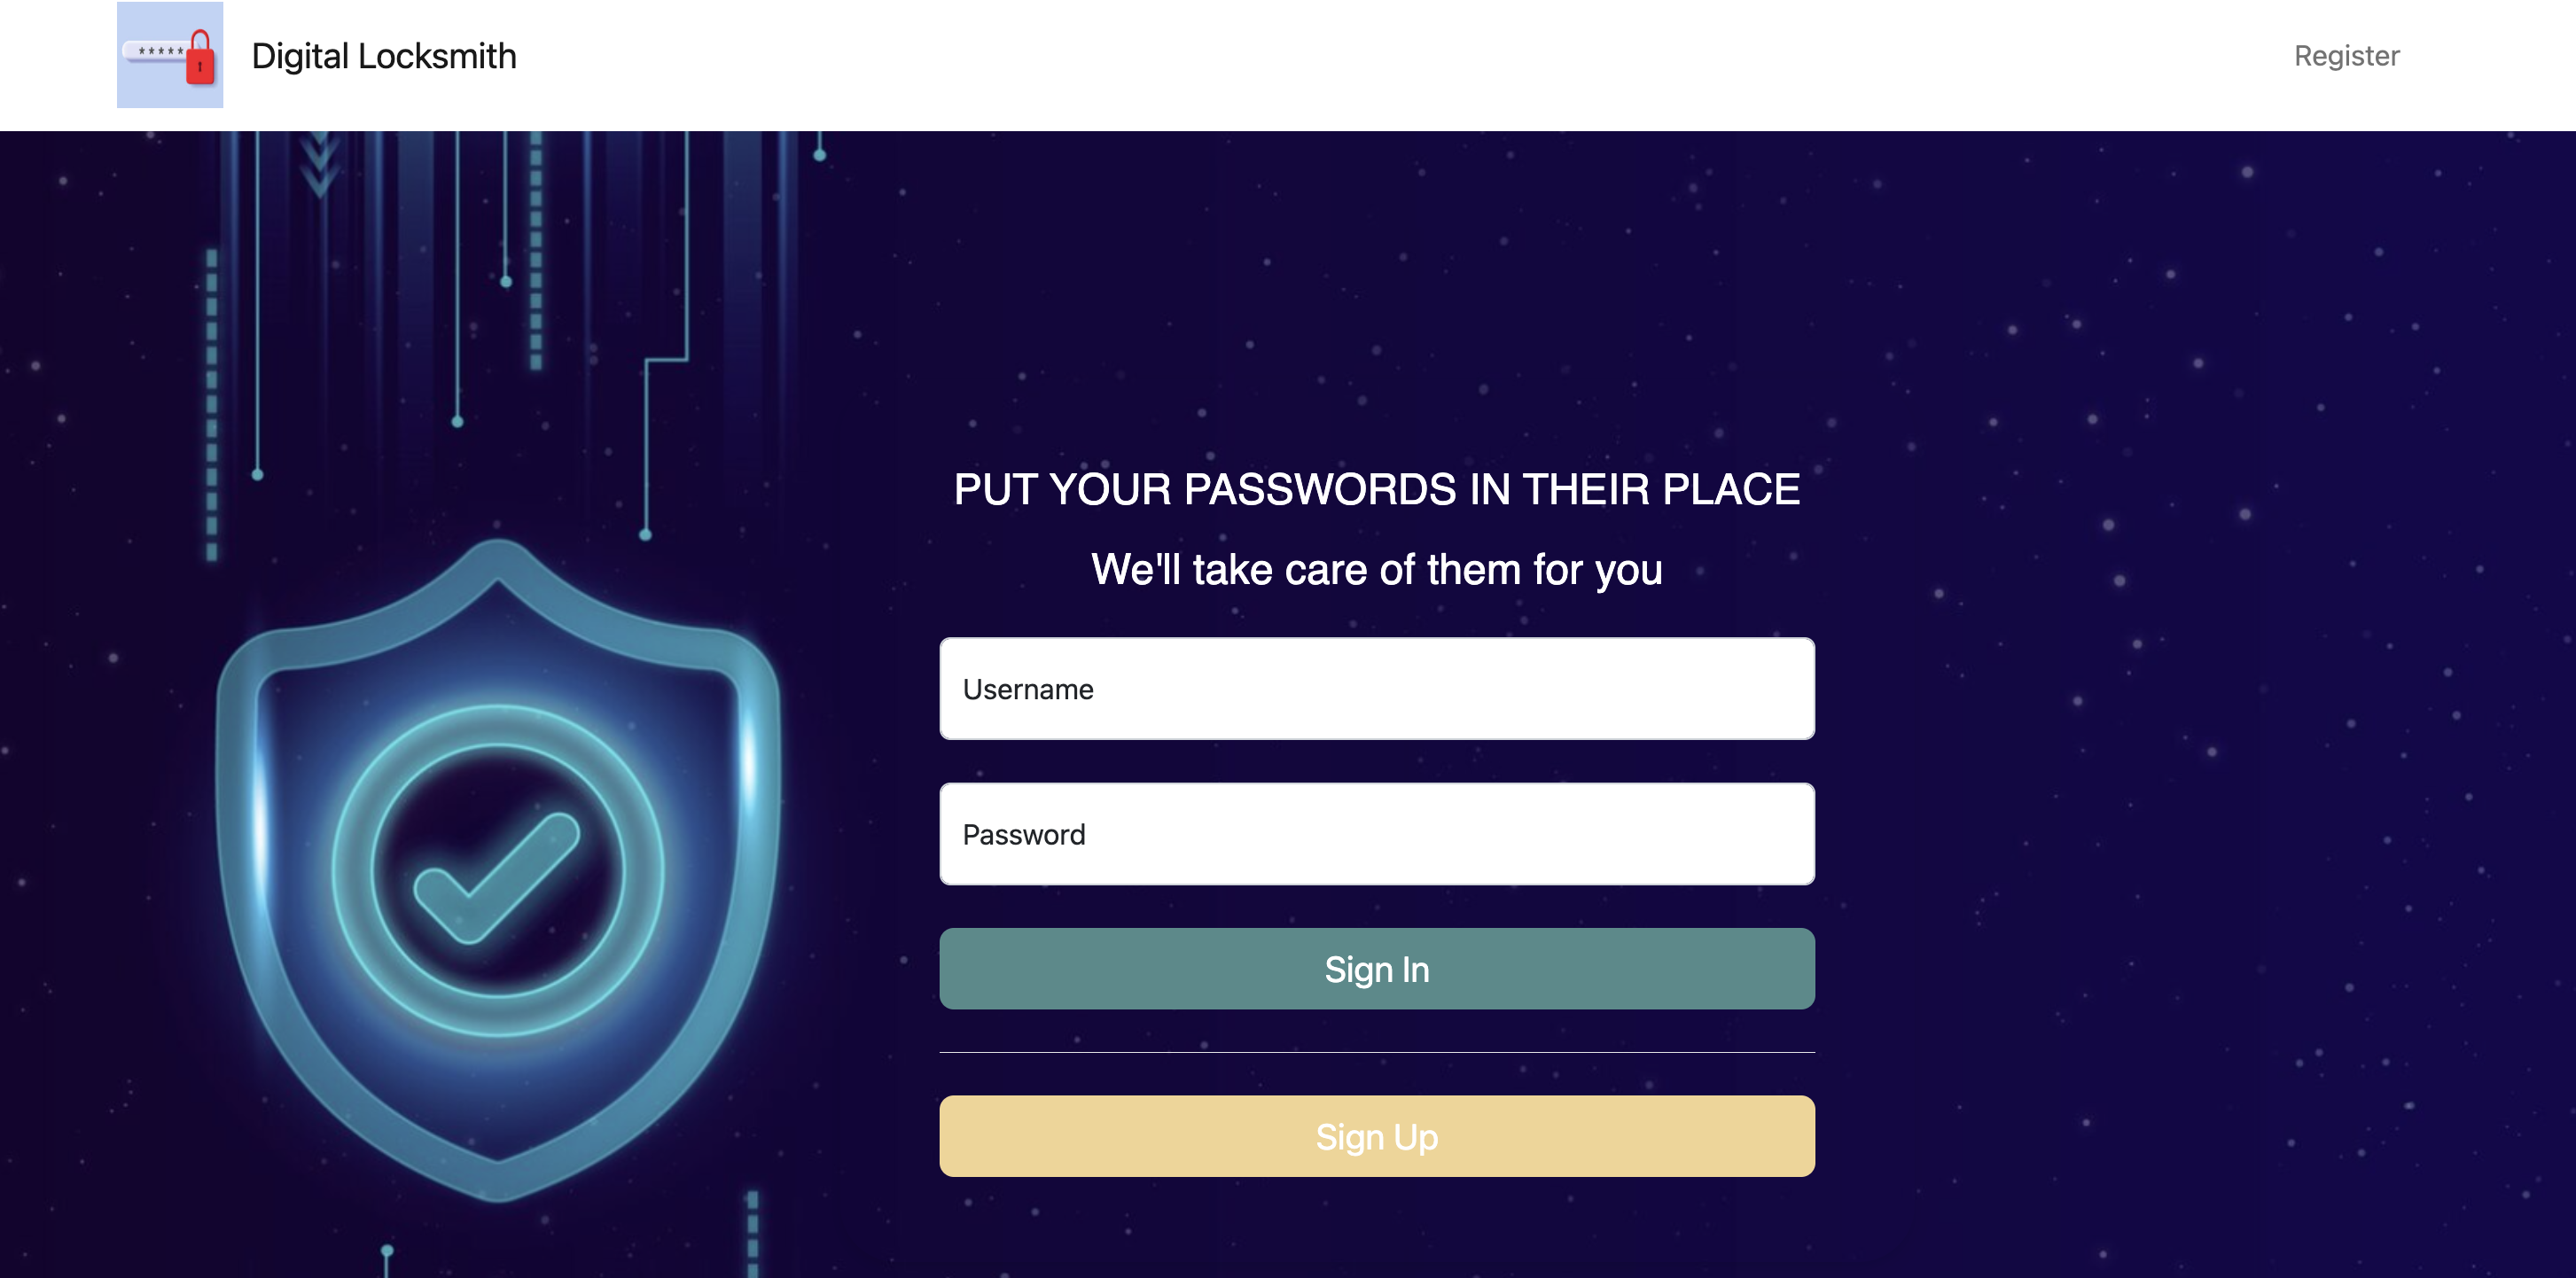 *****
Digital Locksmith
Register
PUT YOUR PASSWORDS IN THEIR PLACE
We'll take care of them for you
Username
Password
Sign In
Sign Up